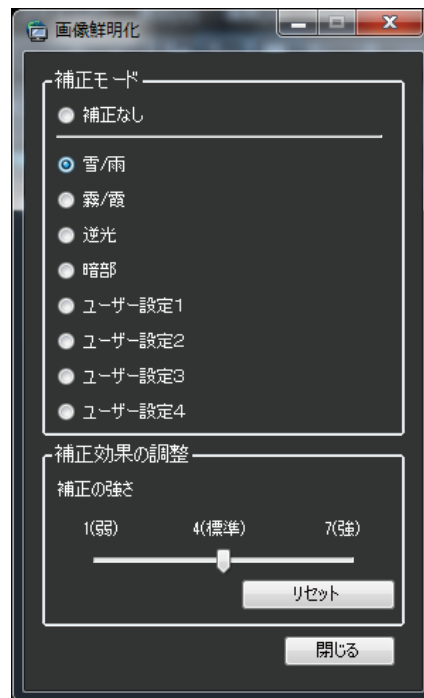 画像鮮明化
補正モード
補正なし
雪/雨
霧/霞
逆光
暗部
ユーザー設定1
ユーザー設定2
ユーザー設定3
ユーザー設定4
補正効果の調整
補正の強さ
1(弱) 4(標準) 7(強)
リセット
閉じる